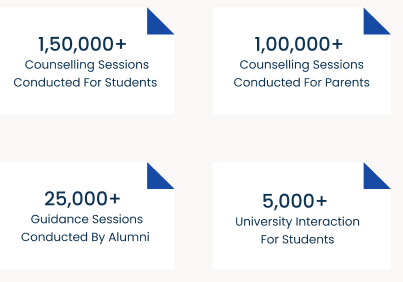 1,50,000+
Counselling Sessions
Conducted For Students
1,00,000+
Counselling Sessions
Conducted For Parents
25,000+
Guidance Sessions
Conducted By Alumni
5,000+
University Interaction
For Students